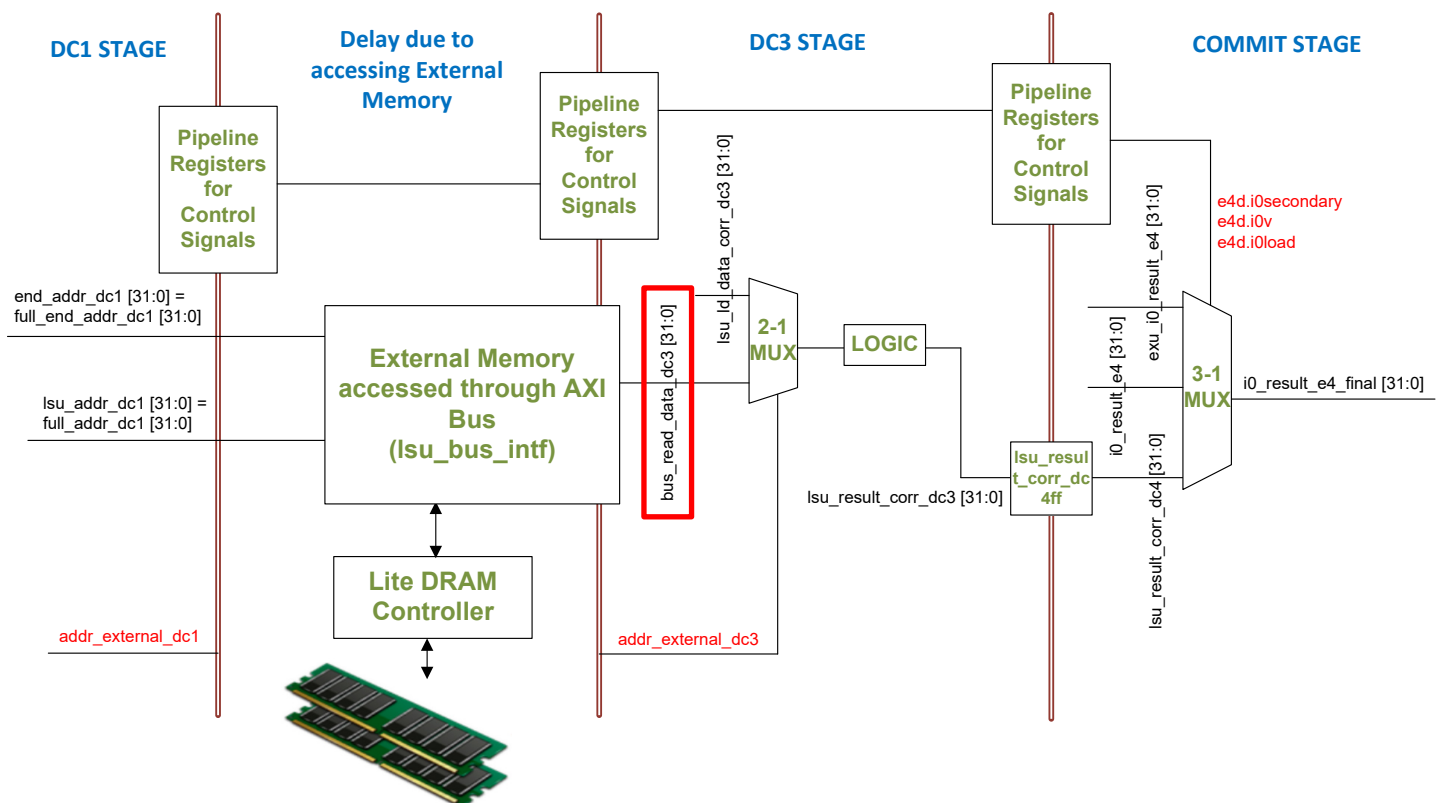 DC1 STAGE
Delay due to
accessing External
Memory
DC3 STAGE
COMMIT STAGE
Pipeline
Registers
for
Control
Signals
Pipeline
Registers
for
Control
Signals
Pipeline
Registers
for
Control
Signals
e4d.i0secondary
e4d.i0v
e4d.i0load
end_addr_dc1 [31:0] =
full_end_addr_dc1 [31:0]
lsu_addr_dc1 [31:0] =
full_addr_dc1 [31:0]
External Memory
accessed through AXI
Bus
(lsu_bus_intf)
bus_read_data_dc3 [31:0]
lsu_ld_data_corr_dc3 [31:0]
2-1
MUX
LOGIC
lsu_result_corr_dc3 [31:0]
lsu_resul
t_corr_dc
4ff
exu_i0_result_e4 [31:0]
i0_result_e4 [31:0]
lsu_result_corr_dc4 [31:0]
3-1
MUX
i0_result_e4_final [31:0]
Lite DRAM
Controller
addr_external_dc1
addr_external_dc3